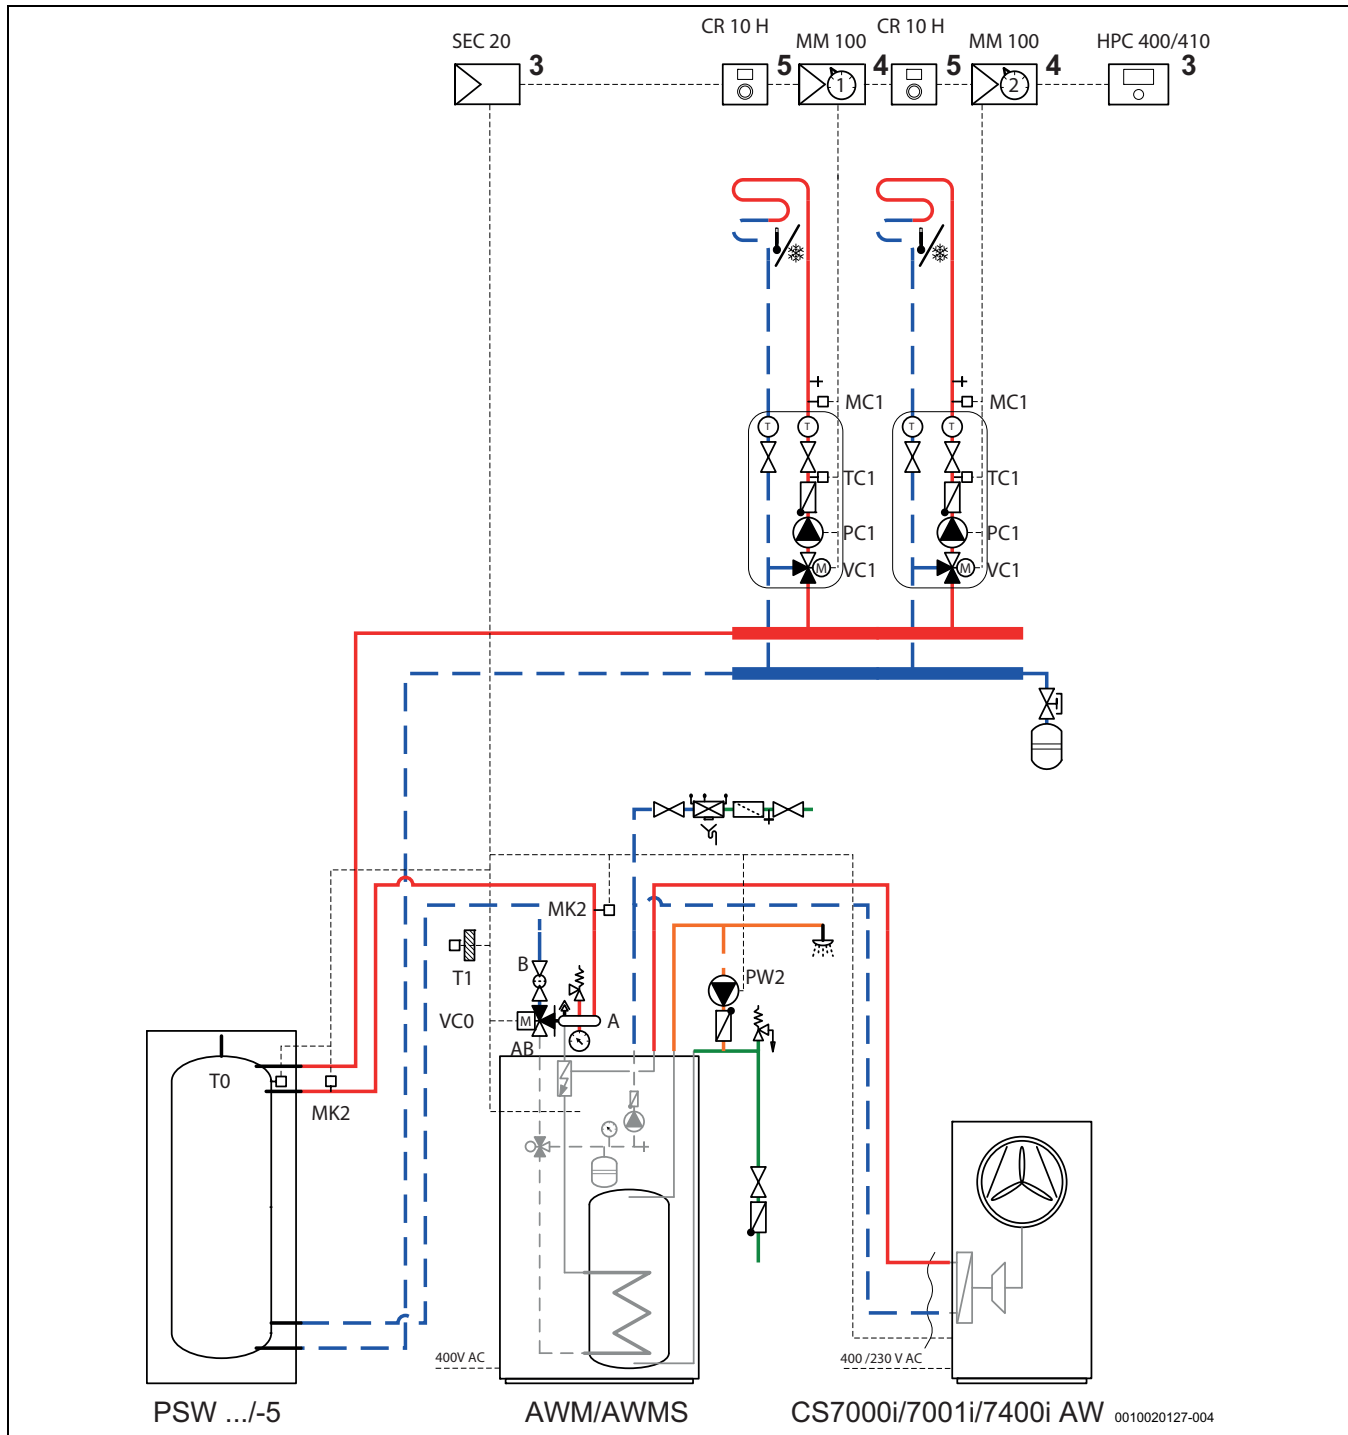 SEC 20
3
CR 10 H
5
MM 100
1
4
CR 10 H
5
MM 100
2
4
HPC 400/410
3
MC1
MC1
T
T
T
T
TC1
TC1
PC1
PC1
M
VC1
M
VC1
MK2
T1
B
PW2
VC0
M
A
AB
T0
MK2
400V AC
400 /230 V AC
PSW .../-5
AWM/AWMS
CS7000i/7001i/7400i AW
0010020127-004